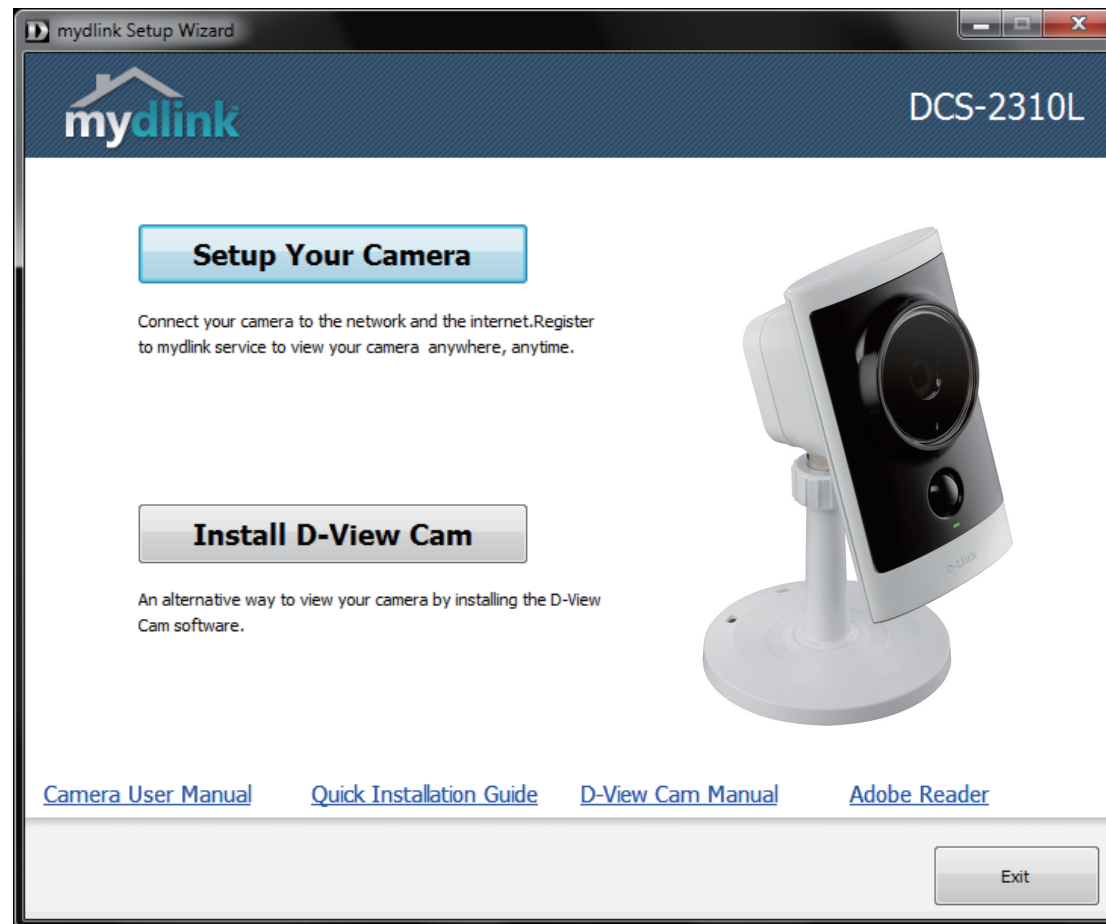 mydlink Setup Wizard
mydlink™
DCS-2310L
Setup Your Camera
Connect your camera to the network and the internet.Register
to mydlink service to view your camera  anywhere, anytime.
Install D-View Cam
An alternative way to view your camera by installing the D-View
Cam software.
D-Link
Camera User Manual
Quick Installation Guide
D-View Cam Manual
Adobe Reader
Exit